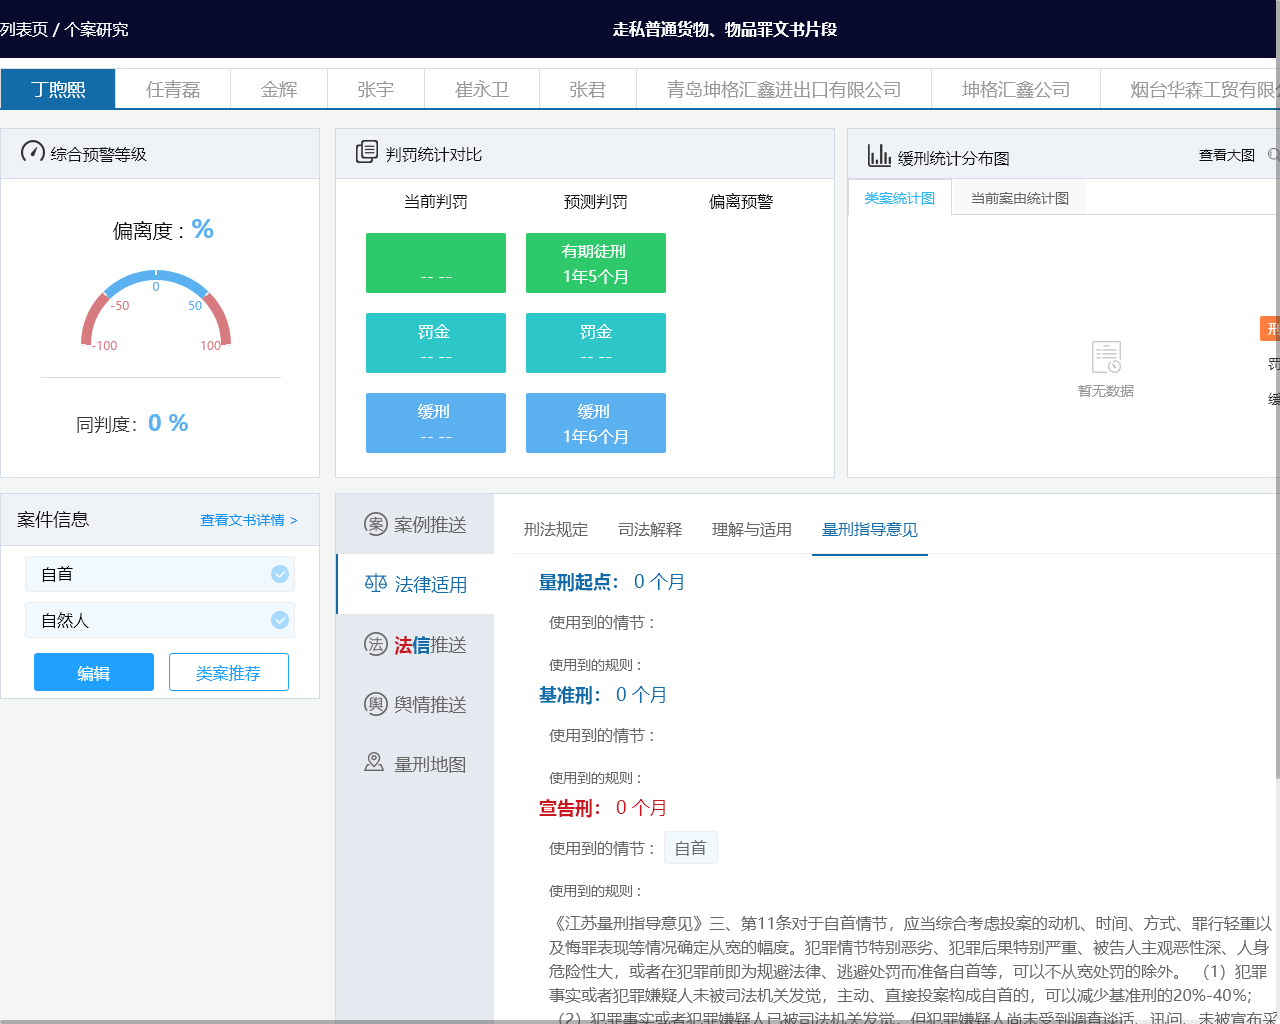 列表页 / 个案研究
走私普通货物、物品罪文书片段
丁煦熙
任青磊
金辉
张宇
崔永卫
张君
青岛坤格汇鑫进出口有限公司
坤格汇鑫公司
烟台华森工贸有限
综合预警等级
偏离度 : %
0
-50
50
-100
100
同判度: 0 %
判罚统计对比
当前判罚
预测判罚
偏离预警
-- --
有期徒刑
1年5个月
罚金
-- --
罚金
-- --
缓刑
-- --
缓刑
1年6个月
缓刑统计分布图
查看大图
类案统计图
当前案由统计图
暂无数据
刑
罚
缓
案件信息
查看文书详情 >
自首
自然人
编辑
类案推荐
案 案例推送
法律适用
法 法信推送
舆 舆情推送
量刑地图
刑法规定
司法解释
理解与适用
量刑指导意见
量刑起点： 0 个月
使用到的情节 :
使用到的规则 :
基准刑： 0 个月
使用到的情节 :
使用到的规则 :
宣告刑： 0 个月
使用到的情节 : 自首
使用到的规则 :
《江苏量刑指导意见》三、第11条对于自首情节，应当综合考虑投案的动机、时间、方式、罪行轻重以
及悔罪表现等情况确定从宽的幅度。犯罪情节特别恶劣、犯罪后果特别严重、被告人主观恶性深、人身
危险性大，或者在犯罪前即为规避法律、逃避处罚而准备自首等，可以不从宽处罚的除外。 （1）犯罪
事实或者犯罪嫌疑人未被司法机关发觉，主动、直接投案构成自首的，可以减少基准刑的20%-40%；
（2）犯罪事实或者犯罪嫌疑人已被司法机关发觉，但犯罪嫌疑人尚未受到调查谈话、讯问、未被宣布采